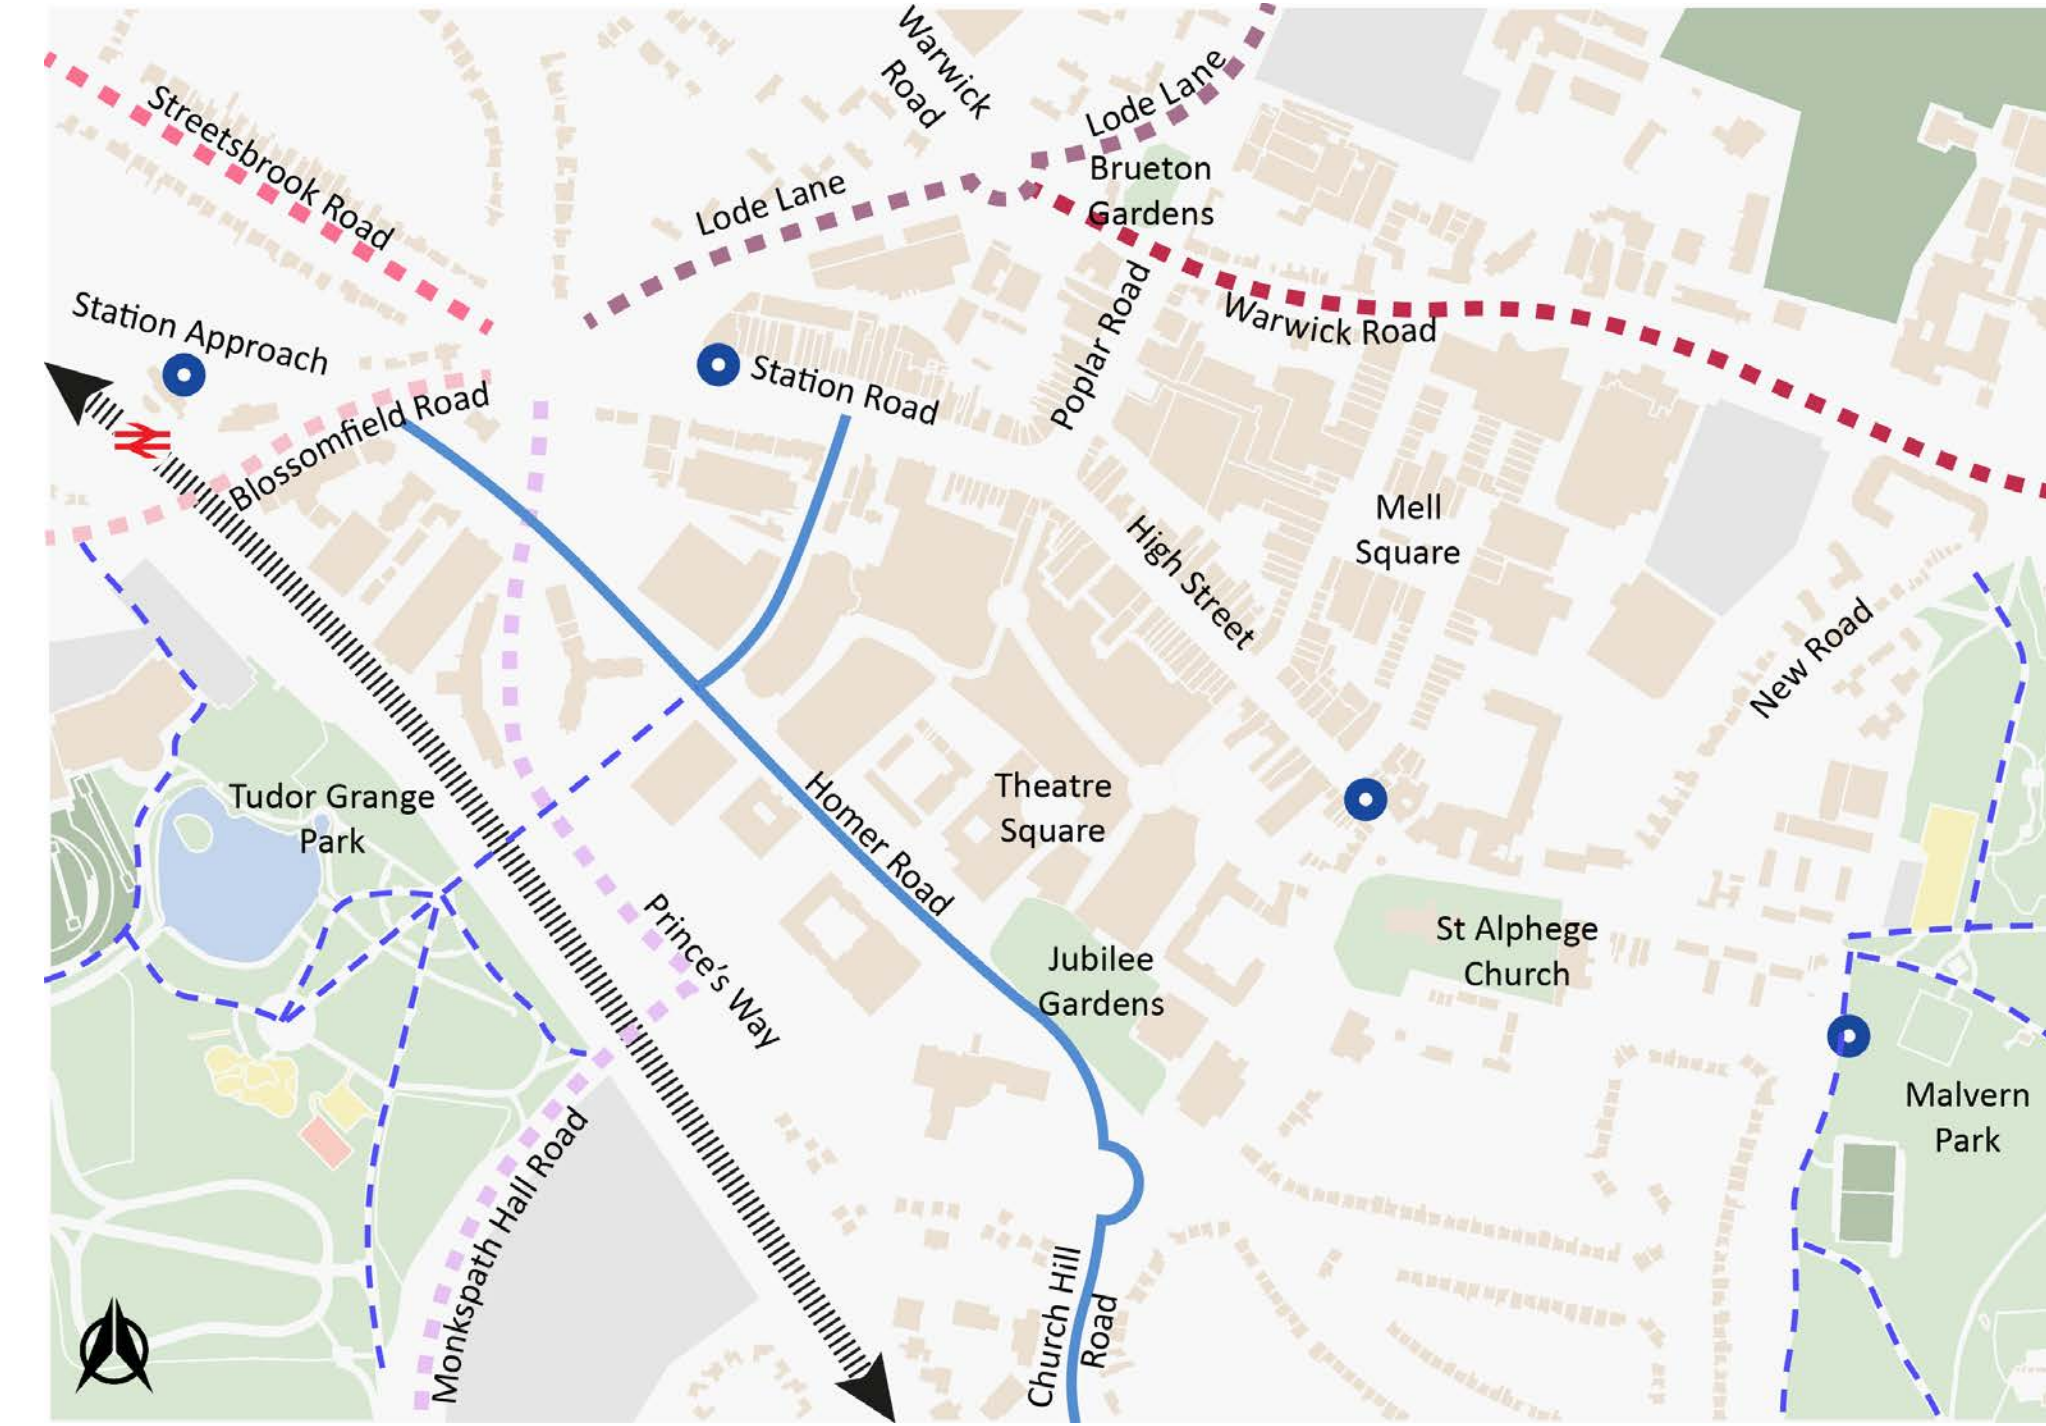 Warwick
Road
Lode Lane
Streetsbrook Road
Brueton
Gardens
Lode Lane
Station Approach
Warwick Road
Poplar Road
Station Road
Blossomfield Road
Mell
Square
High Street
New Road
Tudor Grange
Park
Theatre
Square
Homer Road
Prince's Way
St Alphege
Church
Jubilee
Gardens
Malvern
Park
Monkspath Hall Road
Church Hill
Road